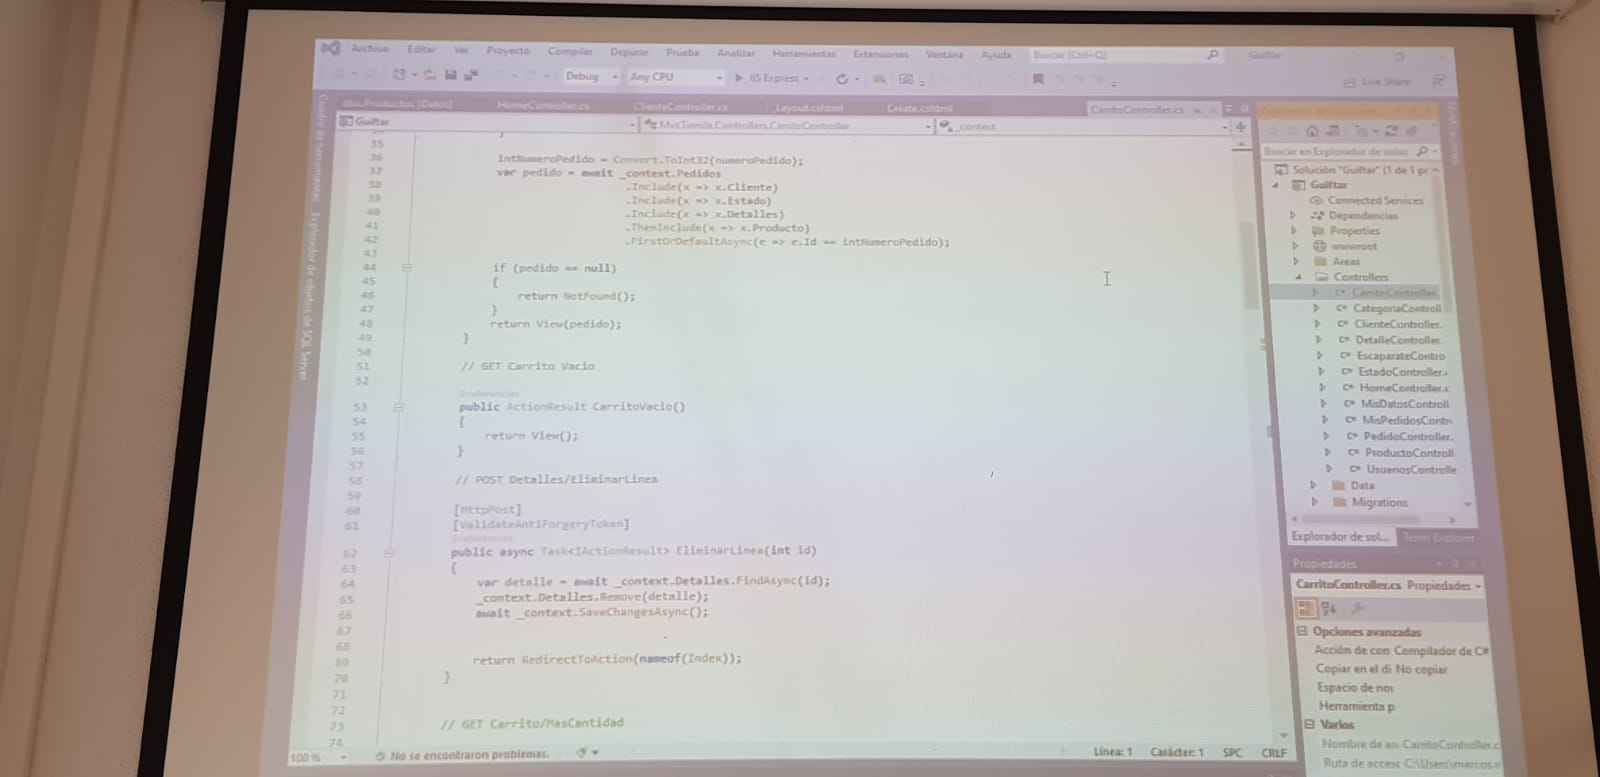 Archivo Editar Ver Proyecto Compilar Depurar Prueba Analizar Herramientas Extensiones Ventana Ayuda Buscar (Ctrl+Q) Guiftar
Debug Any CPU IIS Express Live Share
dbo.Productos [Datos] HomeController.cs ClienteController.cs _Layout.cshtml Create.cshtml CarritoController.cs
Guiftar MvcTienda.Controllers.CarritoController _context
Cuadro de herramientas Explorador de objetos de SQL Server
35 }
36 intNumeroPedido = Convert.ToInt32(numeroPedido);
37 var pedido = await _context.Pedidos
38 .Include(x => x.Cliente)
39 .Include(x => x.Estado)
40 .Include(x => x.Detalles)
41 .ThenInclude(x => x.Producto)
42 .FirstOrDefaultAsync(e => e.Id == intNumeroPedido);
43
44 if (pedido == null)
45 {
46 return NotFound();
47 }
48 return View(pedido);
49 }
50
51 // GET Carrito Vacio
52
0 referencias
53 public ActionResult CarritoVacio()
54 {
55 return View();
56 }
57
58 // POST Detalles/EliminarLinea
59
60 [HttpPost]
61 [ValidateAntiForgeryToken]
0 referencias
62 public async Task<IActionResult> EliminarLinea(int id)
63 {
64 var detalle = await _context.Detalles.FindAsync(id);
65 _context.Detalles.Remove(detalle);
66 await _context.SaveChangesAsync();
67
68
69 return RedirectToAction(nameof(Index));
70 }
71
72
73 // GET Carrito/MasCantidad
74
100 % No se encontraron problemas. Línea: 1 Carácter: 1 SPC CRLF
Buscar en Explorador de soluc
Solución "Guiftar" (1 de 1 pr
Guiftar
Connected Services
Dependencias
Properties
wwwroot
Areas
Controllers
C# CarritoController.
C# CategoriaControll
C# ClienteController.
C# DetalleController.
C# EscaparateContro
C# EstadoController.
C# HomeController.c
C# MisDatosControll
C# MisPedidosContr
C# PedidoController.
C# ProductoControll
C# UsuariosControlle
Data
Migrations
Explorador de sol... Team Explorer
Propiedades
CarritoController.cs Propiedades
Opciones avanzadas
Acción de con Compilador de C#
Copiar en el di No copiar
Espacio de nor
Herramienta p
Varios
Nombre de an CarritoController.c
Ruta de acceso C:\Users\marcos.v